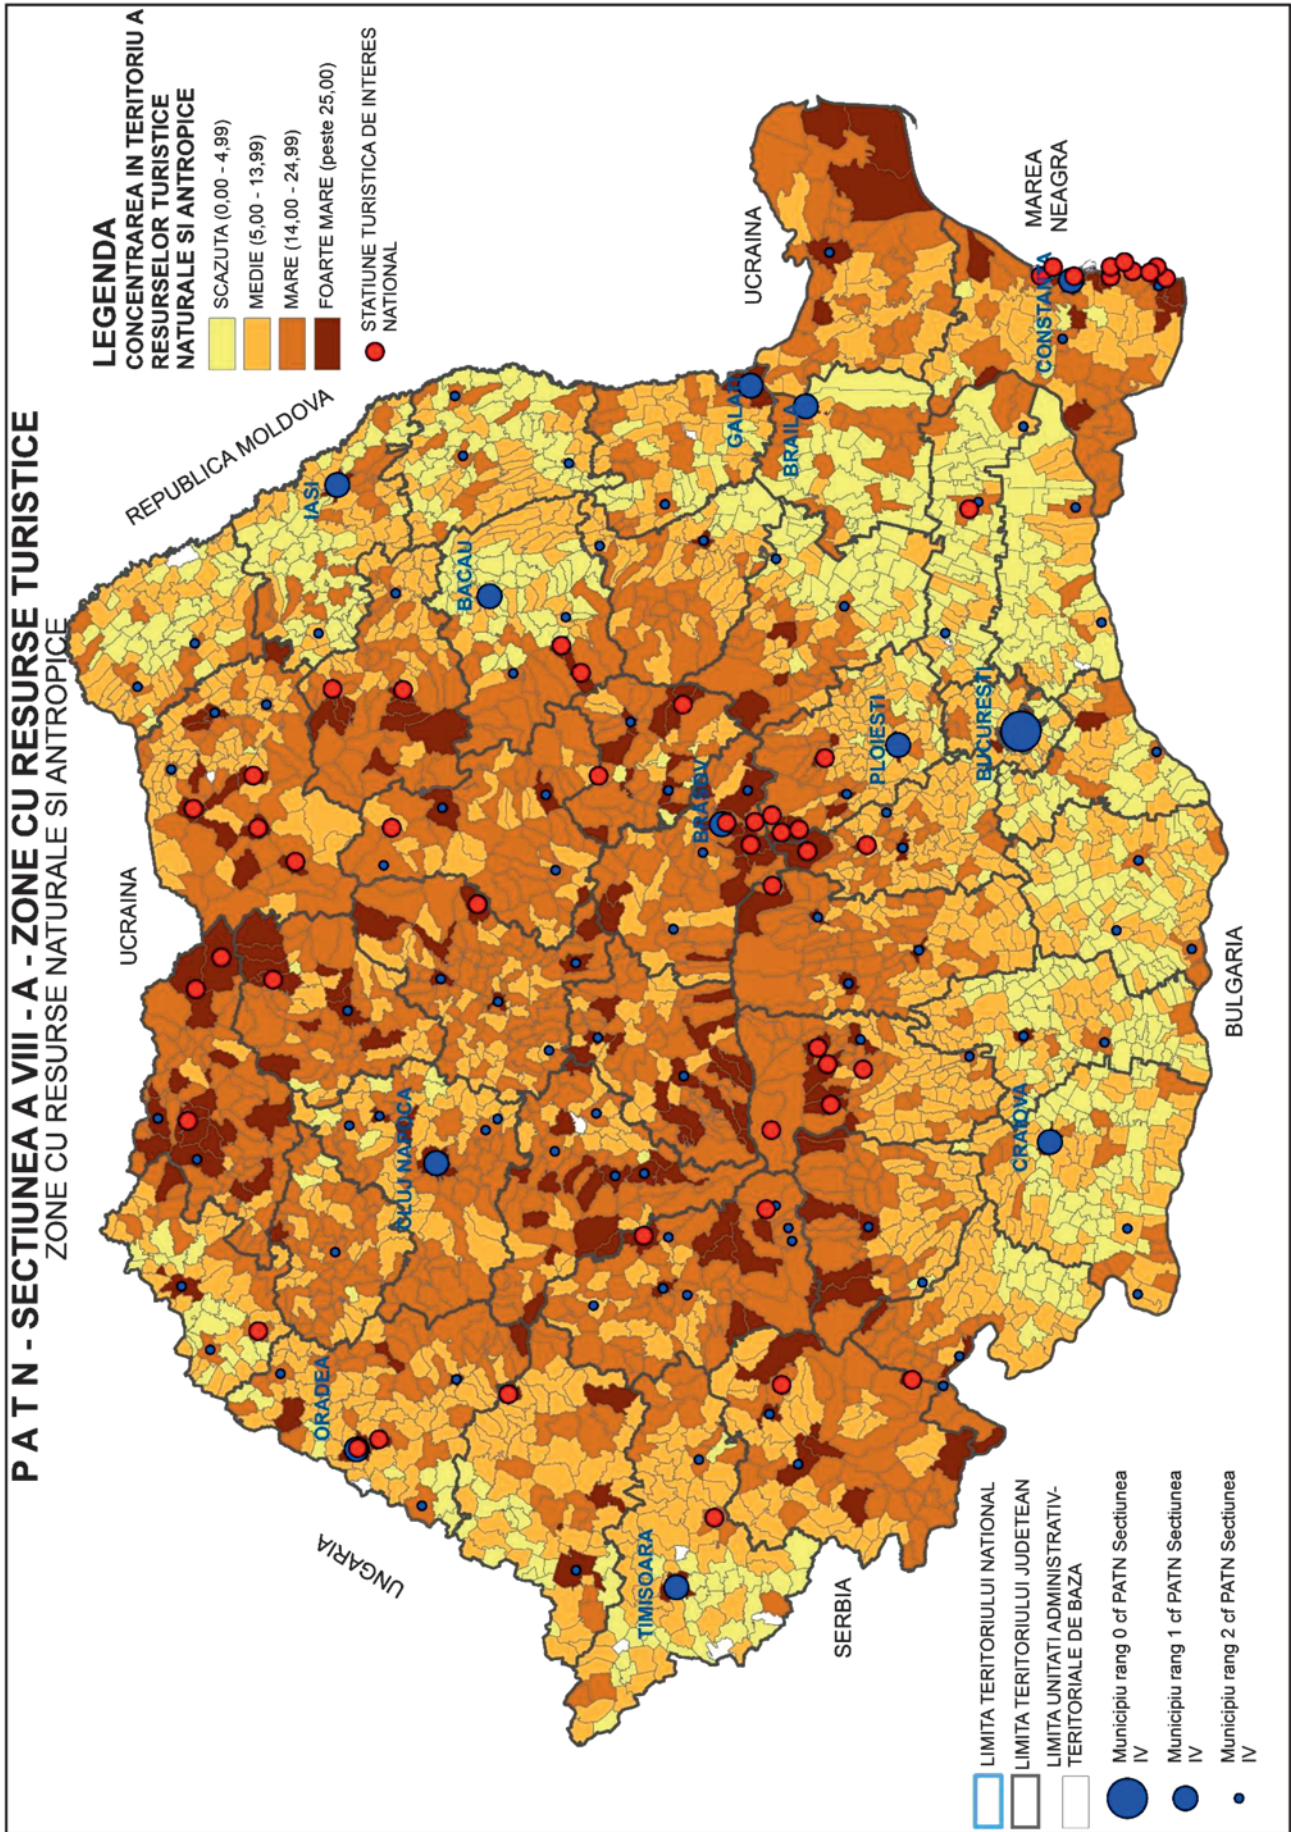 P A T N - SECTIUNEA A VIII - A - ZONE CU RESURSE TURISTICE
ZONE CU RESURSE NATURALE SI ANTROPICE
LEGENDA
CONCENTRAREA IN TERITORIU A
RESURSELOR TURISTICE
NATURALE SI ANTROPICE
SCAZUTA (0,00 - 4,99)
MEDIE (5,00 - 13,99)
MARE (14,00 - 24,99)
FOARTE MARE (peste 25,00)
STATIUNE TURISTICA DE INTERES
NATIONAL
UCRAINA
REPUBLICA MOLDOVA
UNGARIA
UCRAINA
MAREA
NEAGRA
SERBIA
BULGARIA
ORADEA
CLUJ NAPOCA
IASI
BACAU
TIMISOARA
BRASOV
GALATI
BRAILA
PLOIESTI
BUCURESTI
CRAIOVA
CONSTANTA
LIMITA TERITORIULUI NATIONAL
LIMITA TERITORIULUI JUDETEAN
LIMITA UNITATI ADMINISTRATIV-
TERITORIALE DE BAZA
Municipiu rang 0 cf PATN Sectiunea
IV
Municipiu rang 1 cf PATN Sectiunea
IV
Municipiu rang 2 cf PATN Sectiunea
IV